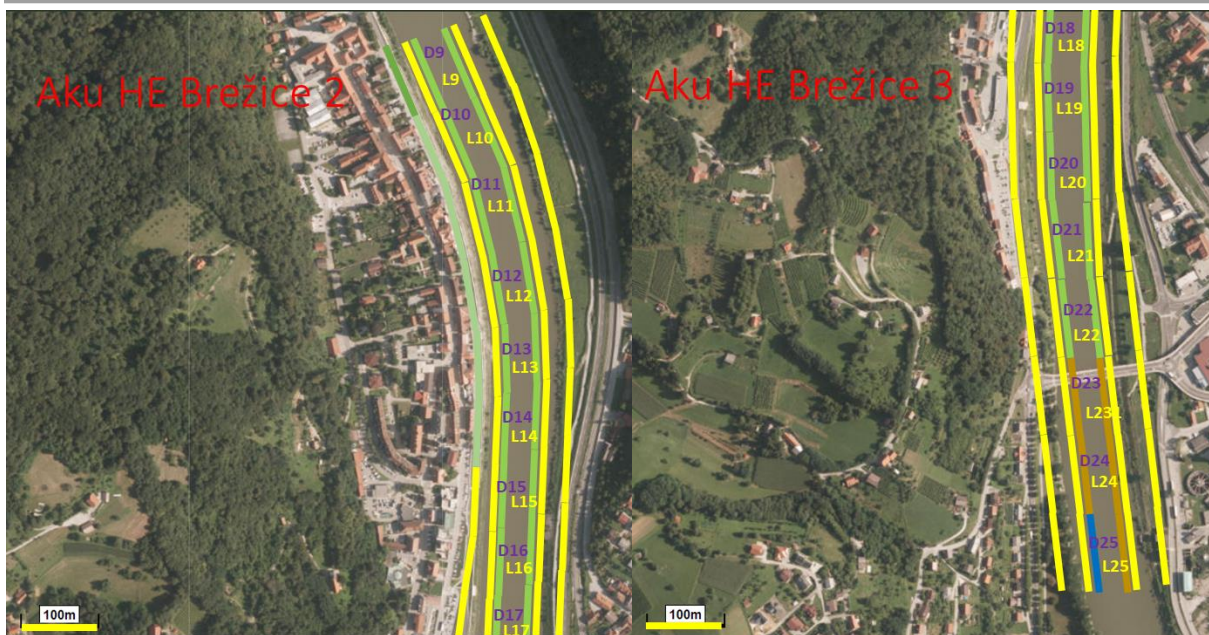 Aku HE Brežice 2
D9
L9
D10
L10
D11
L11
D12
L12
D13
L13
D14
L14
D15
L15
D16
L16
D17
L17
100m
Aku HE Brežice 3
D18
L18
D19
L19
D20
L20
D21
L21
D22
L22
D23
L231
D24
L24
D25
L25
100m